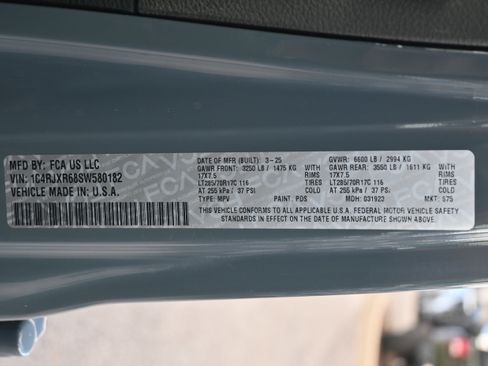 MFD BY: FCA US LLC
VIN: 1C4RJXR68SW580182
VEHICLE MADE IN U.S.A.
DATE OF MFR (BUILT) 3-25
GAWR FRONT: 3250 LB / 1475 KG
WITH
17X7.5
RIMS
LT285/70R17C 116
TIRES
AT 255 kPa / 37 PSI
COLD
TYPE: MPV
PAINT: PDS
GVWR: 6600 LB / 2994 KG
GAWR REAR: 3550 LB / 1611 KG
WITH
17X7.5
RIMS
LT285/70R17C 116
TIRES
AT 255 kPa / 37 PSI
COLD
MDH: 031923
MKT: 575
THIS VEHICLE CONFORMS TO ALL APPLICABLE U.S.A. FEDERAL MOTOR VEHICLE SAFETY
STANDARDS IN EFFECT ON THE DATE OF MANUFACTURE SHOWN ABOVE.